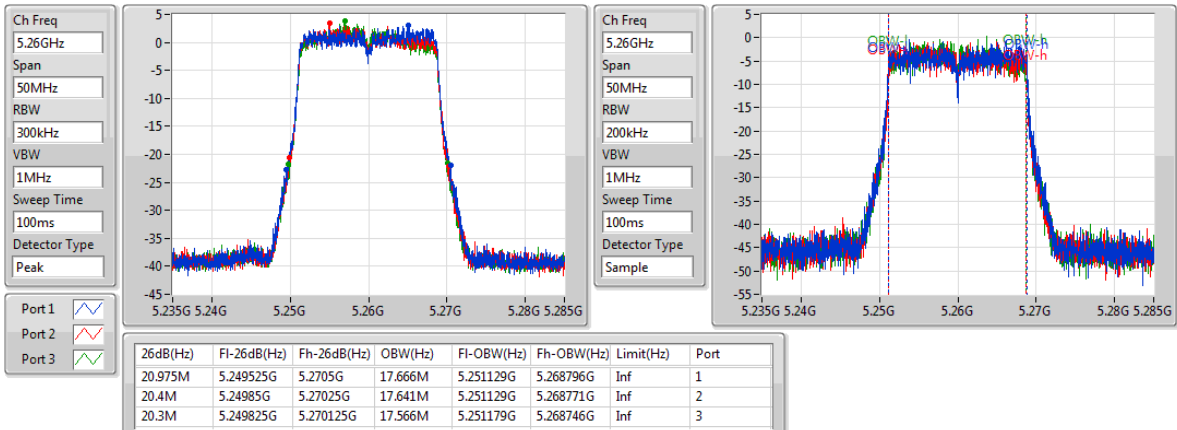 Ch Freq
5.26GHz
Span
50MHz
RBW
300kHz
VBW
1MHz
Sweep Time
100ms
Detector Type
Peak
5
0
-5
-10
-15
-20
-25
-30
-35
-40
-45
5.235G 5.24G 5.25G 5.26G 5.27G 5.28G 5.285G
Ch Freq
5.26GHz
Span
50MHz
RBW
200kHz
VBW
1MHz
Sweep Time
100ms
Detector Type
Sample
5
0
-5
-10
-15
-20
-25
-30
-35
-40
-45
-50
-55
OBW-h
OBW-h
5.235G 5.24G 5.25G 5.26G 5.27G 5.28G 5.285G
Port 1
Port 2
Port 3
26dB(Hz) Fl-26dB(Hz) Fh-26dB(Hz) OBW(Hz) Fl-OBW(Hz) Fh-OBW(Hz) Limit(Hz) Port
20.975M 5.249525G 5.2705G 17.666M 5.251129G 5.268796G Inf 1
20.4M 5.24985G 5.27025G 17.641M 5.251129G 5.268771G Inf 2
20.3M 5.249825G 5.270125G 17.566M 5.251179G 5.268746G Inf 3